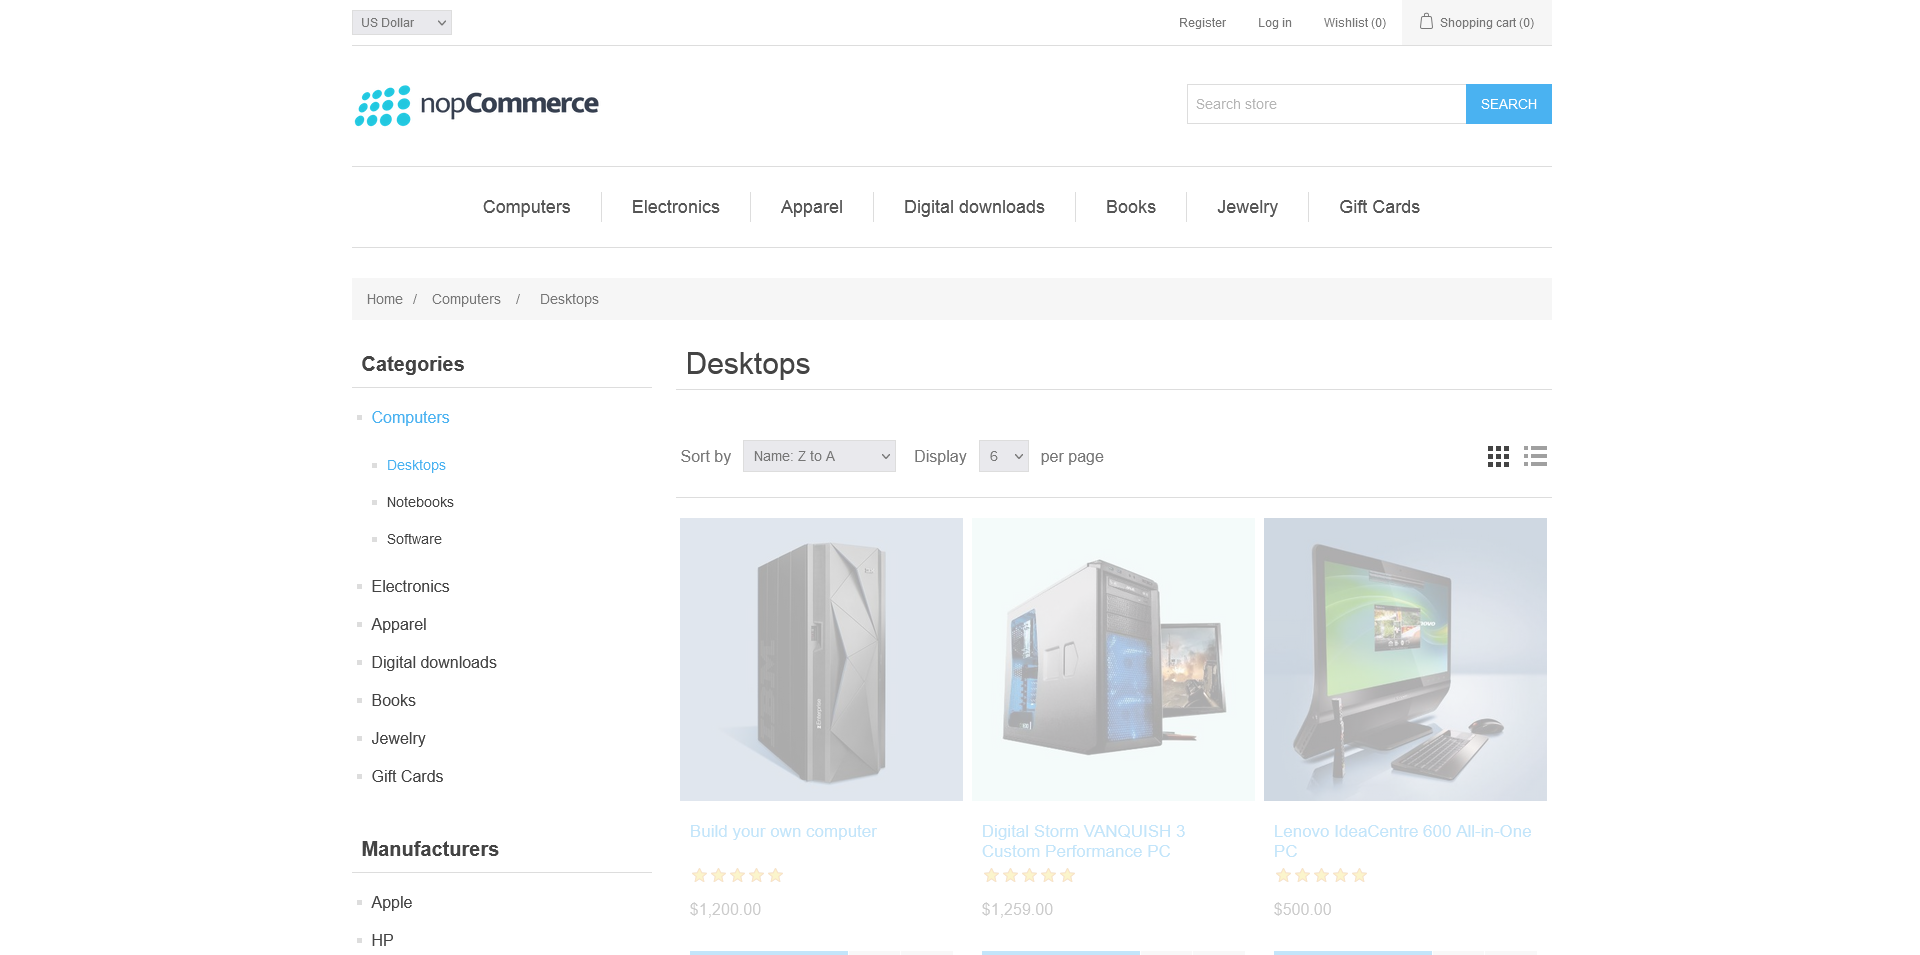 US Dollar
Register
Log in
Wishlist (0)
Shopping cart (0)
nopCommerce
Search store
SEARCH
Computers
Electronics
Apparel
Digital downloads
Books
Jewelry
Gift Cards
Home / Computers / Desktops
Categories
Computers
Desktops
Notebooks
Software
Electronics
Apparel
Digital downloads
Books
Jewelry
Gift Cards
Manufacturers
Apple
HP
Desktops
Sort by Name: Z to A Display 6 per page
Build your own computer
$1,200.00
Digital Storm VANQUISH 3
Custom Performance PC
$1,259.00
Lenovo IdeaCentre 600 All-in-One
PC
$500.00